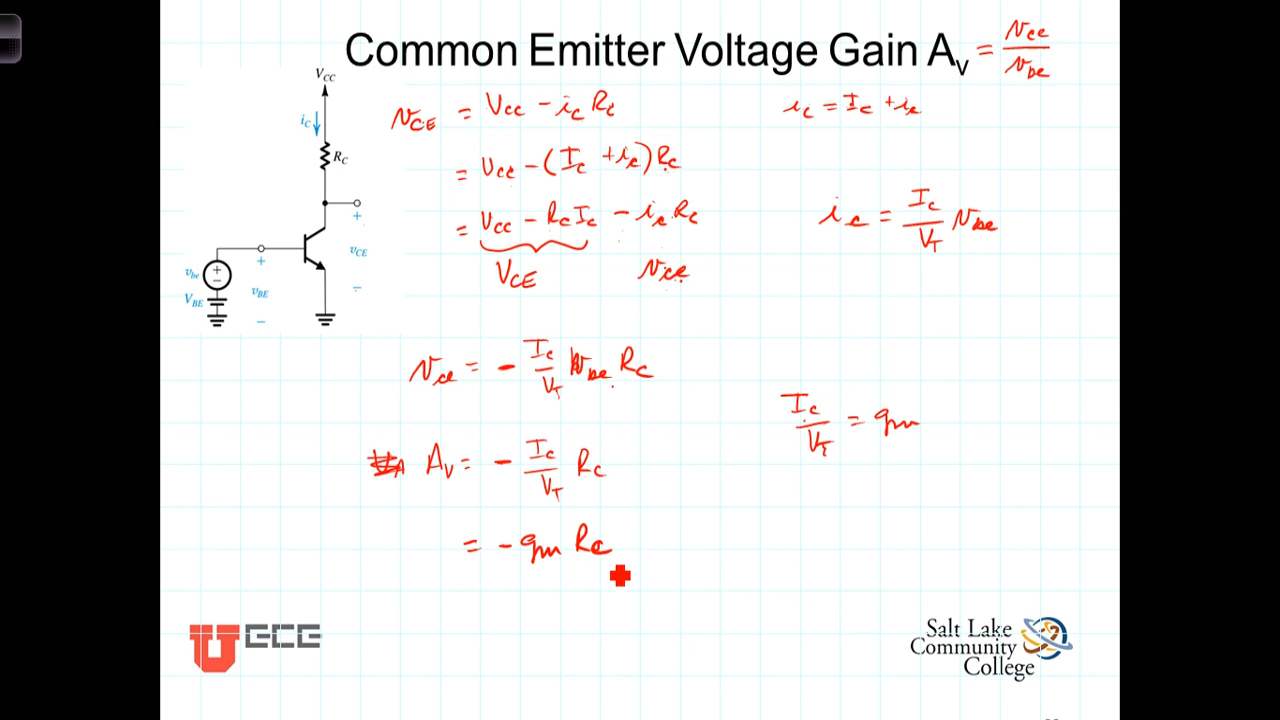 Common Emitter Voltage Gain Av = vce/vbe
VCC
iC
RC
+
vCE
−
vbe
+
−
VBE
+
vBE
−
vCE = VCC − iC RC
= VCC − (IC + ic) RC
= VCC − RC IC − ic RC
VCE vce
iC = IC + ic
ic = IC/VT vbe
vce = − IC/VT vbe RC
IC/VT = gm
AV = − IC/VT RC
= − gm RC
U ECE
Salt Lake
Community
College